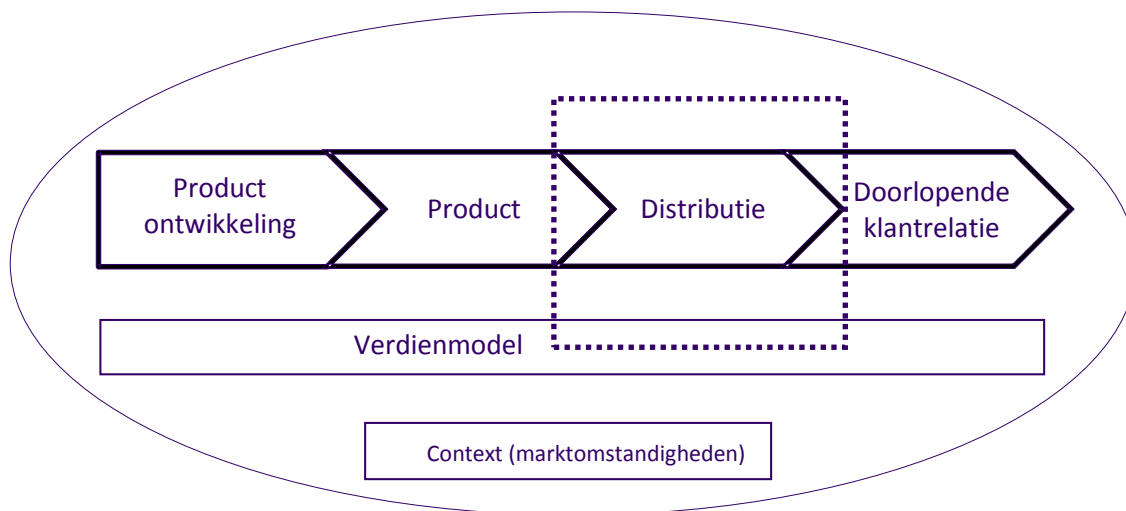 Product
ontwikkeling
Product
Distributie
Doorlopende
klantrelatie
Verdienmodel
Context (marktomstandigheden)